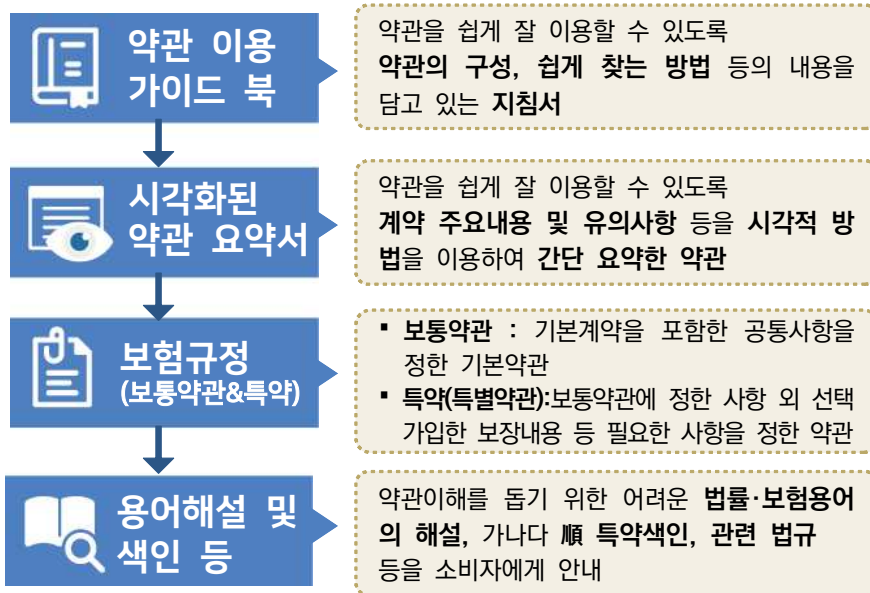 약관 이용
가이드 북
약관을 쉽게 잘 이용할 수 있도록
약관의 구성, 쉽게 찾는 방법 등의 내용을
담고 있는 지침서
시각화된
약관 요약서
약관을 쉽게 잘 이용할 수 있도록
계약 주요내용 및 유의사항 등을 시각적 방
법을 이용하여 간단 요약한 약관
보험규정
(보통약관&특약)
▪ 보통약관 : 기본계약을 포함한 공통사항을
정한 기본약관
▪ 특약(특별약관):보통약관에 정한 사항 외 선택
가입한 보장내용 등 필요한 사항을 정한 약관
용어해설 및
색인 등
약관이해를 돕기 위한 어려운 법률·보험용어
의 해설, 가나다 順 특약색인, 관련 법규
등을 소비자에게 안내